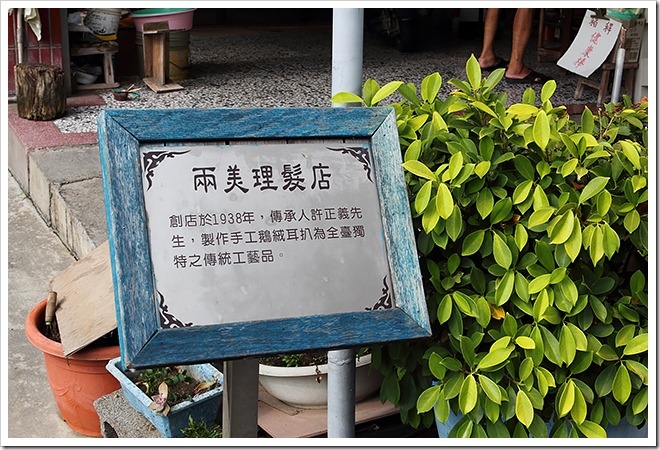 兩美理髮店
創店於1938年，傳承人許正義先
生，製作手工鵝絨耳扒為全臺獨
特之傳統工藝品。